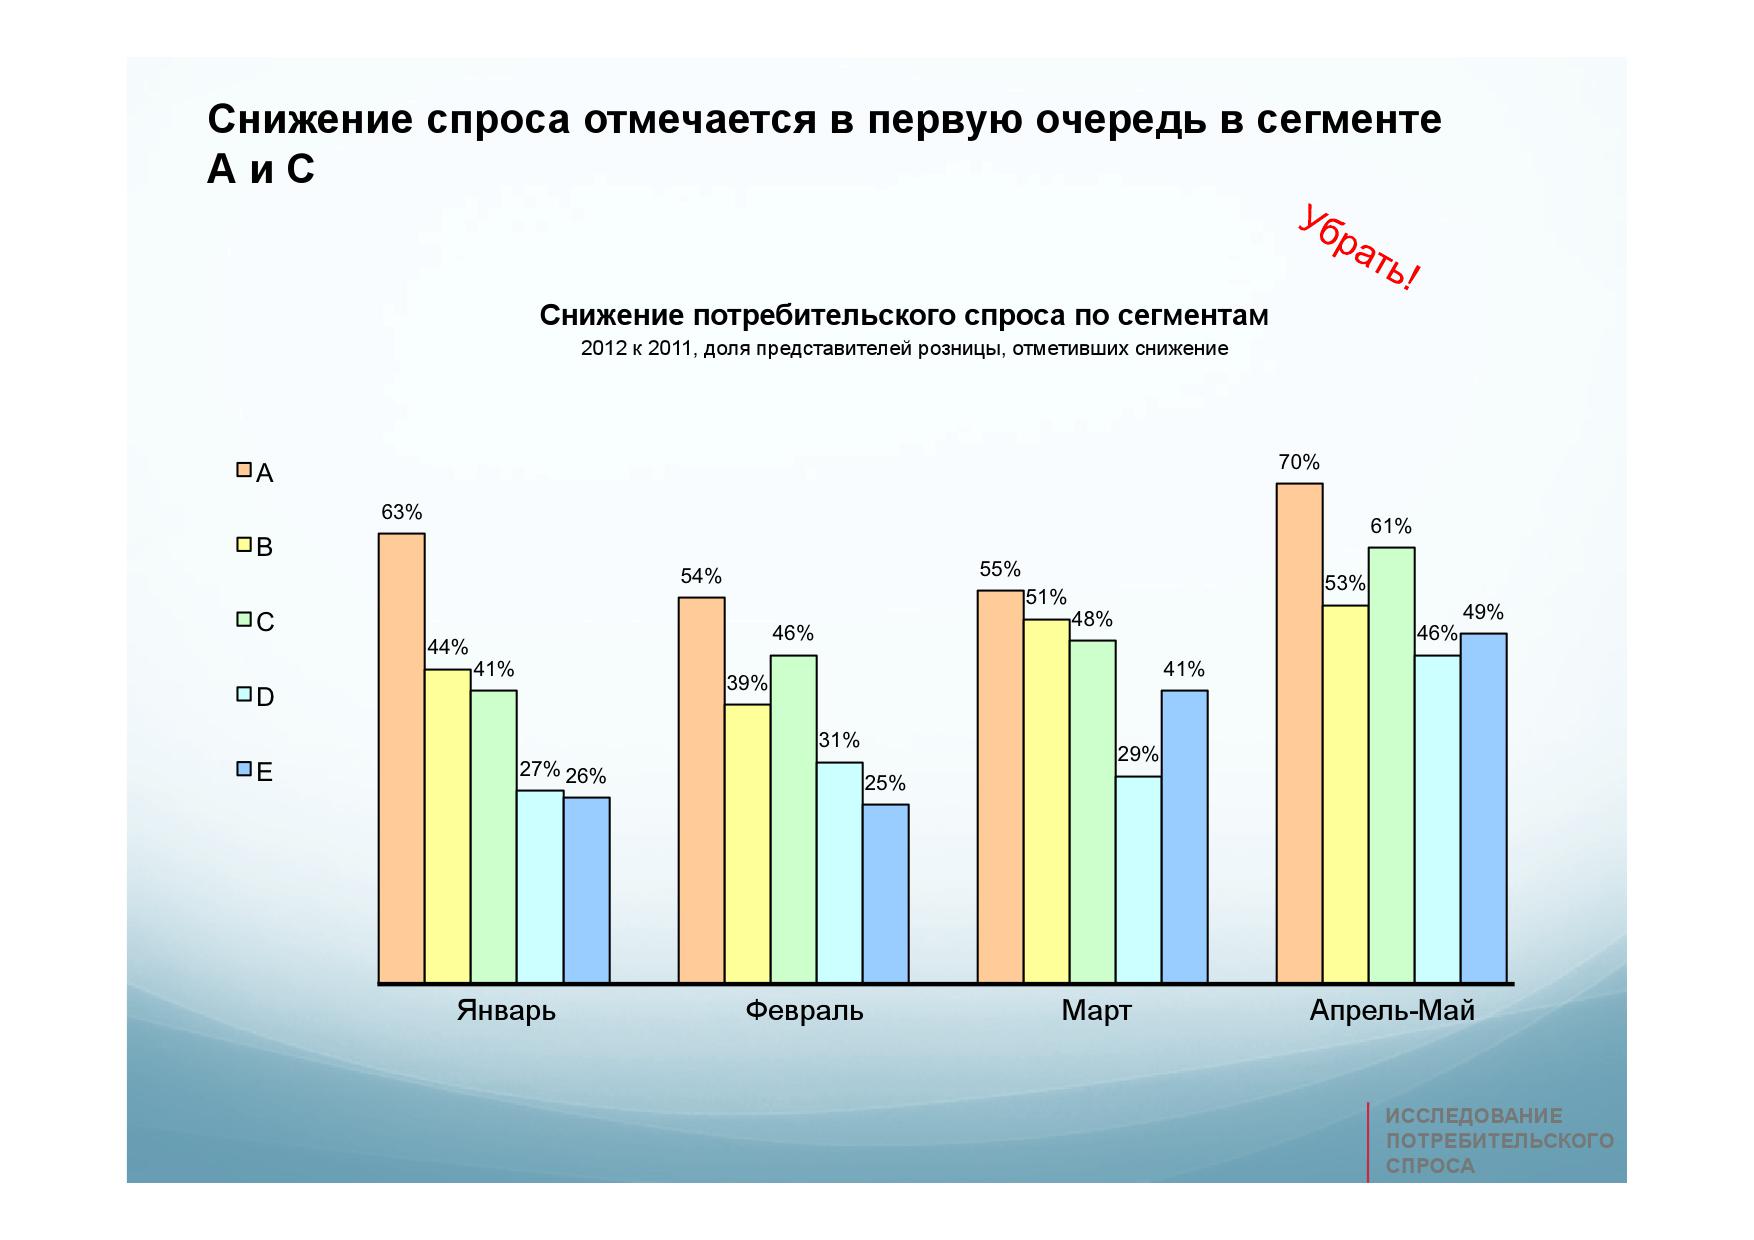 Снижение спроса отмечается в первую очередь в сегменте
А и С
Убрать!
Снижение потребительского спроса по сегментам
2012 к 2011, доля представителей розницы, отметивших снижение
A
B
C
D
E
63%
44%
41%
27%
26%
54%
39%
46%
31%
25%
55%
51%
48%
29%
41%
70%
53%
61%
46%
49%
Январь
Февраль
Март
Апрель-Май
ИССЛЕДОВАНИЕ
ПОТРЕБИТЕЛЬСКОГО
СПРОСА